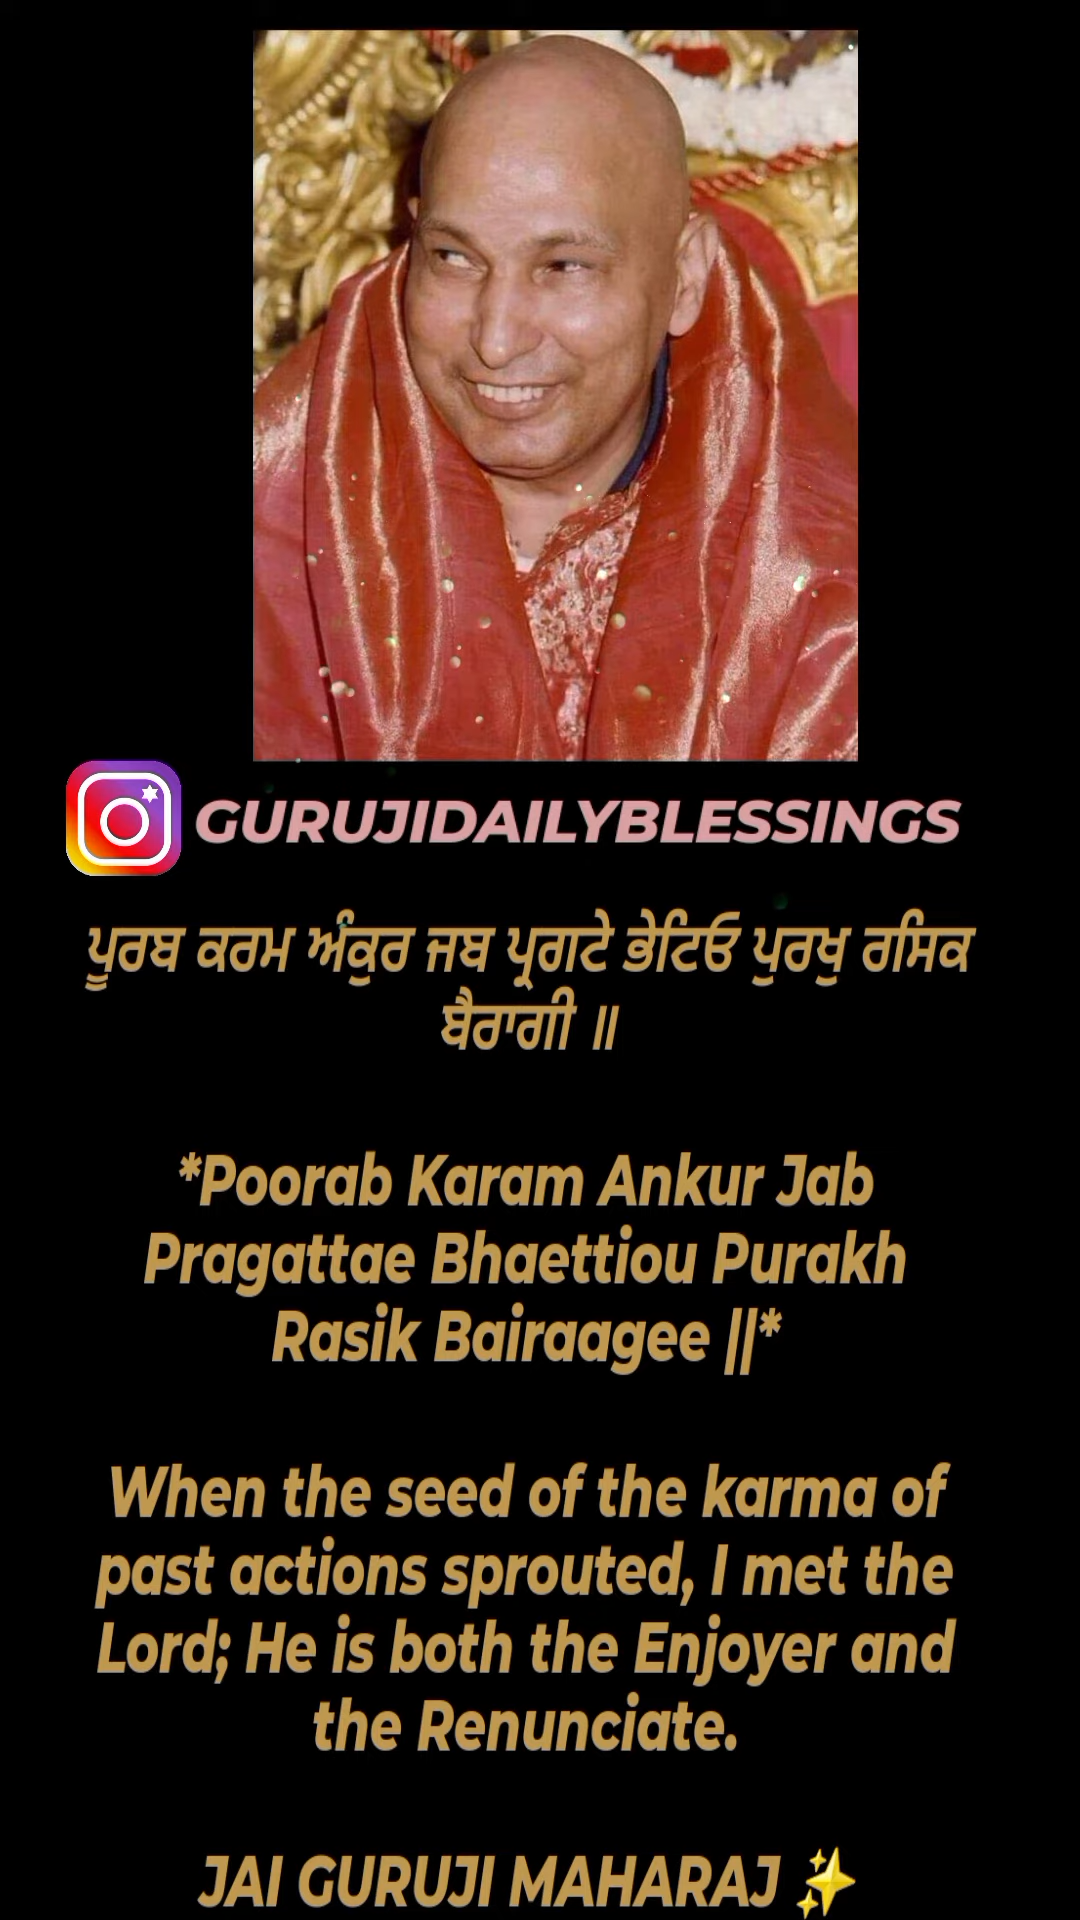 GURUJIDAILYBLESSINGS
ਪੂਰਬ ਕਰਮ ਅੰਕੁਰ ਜਬ ਪ੍ਰਗਟੇ ਭੇਟਿਓ ਪੁਰਖੁ ਰਸਿਕ
ਬੈਰਾਗੀ ॥
*Poorab Karam Ankur Jab
Pragattae Bhaettiou Purakh
Rasik Bairaagee ||*
When the seed of the karma of
past actions sprouted, I met the
Lord; He is both the Enjoyer and
the Renunciate.
JAI GURUJI MAHARAJ ✨